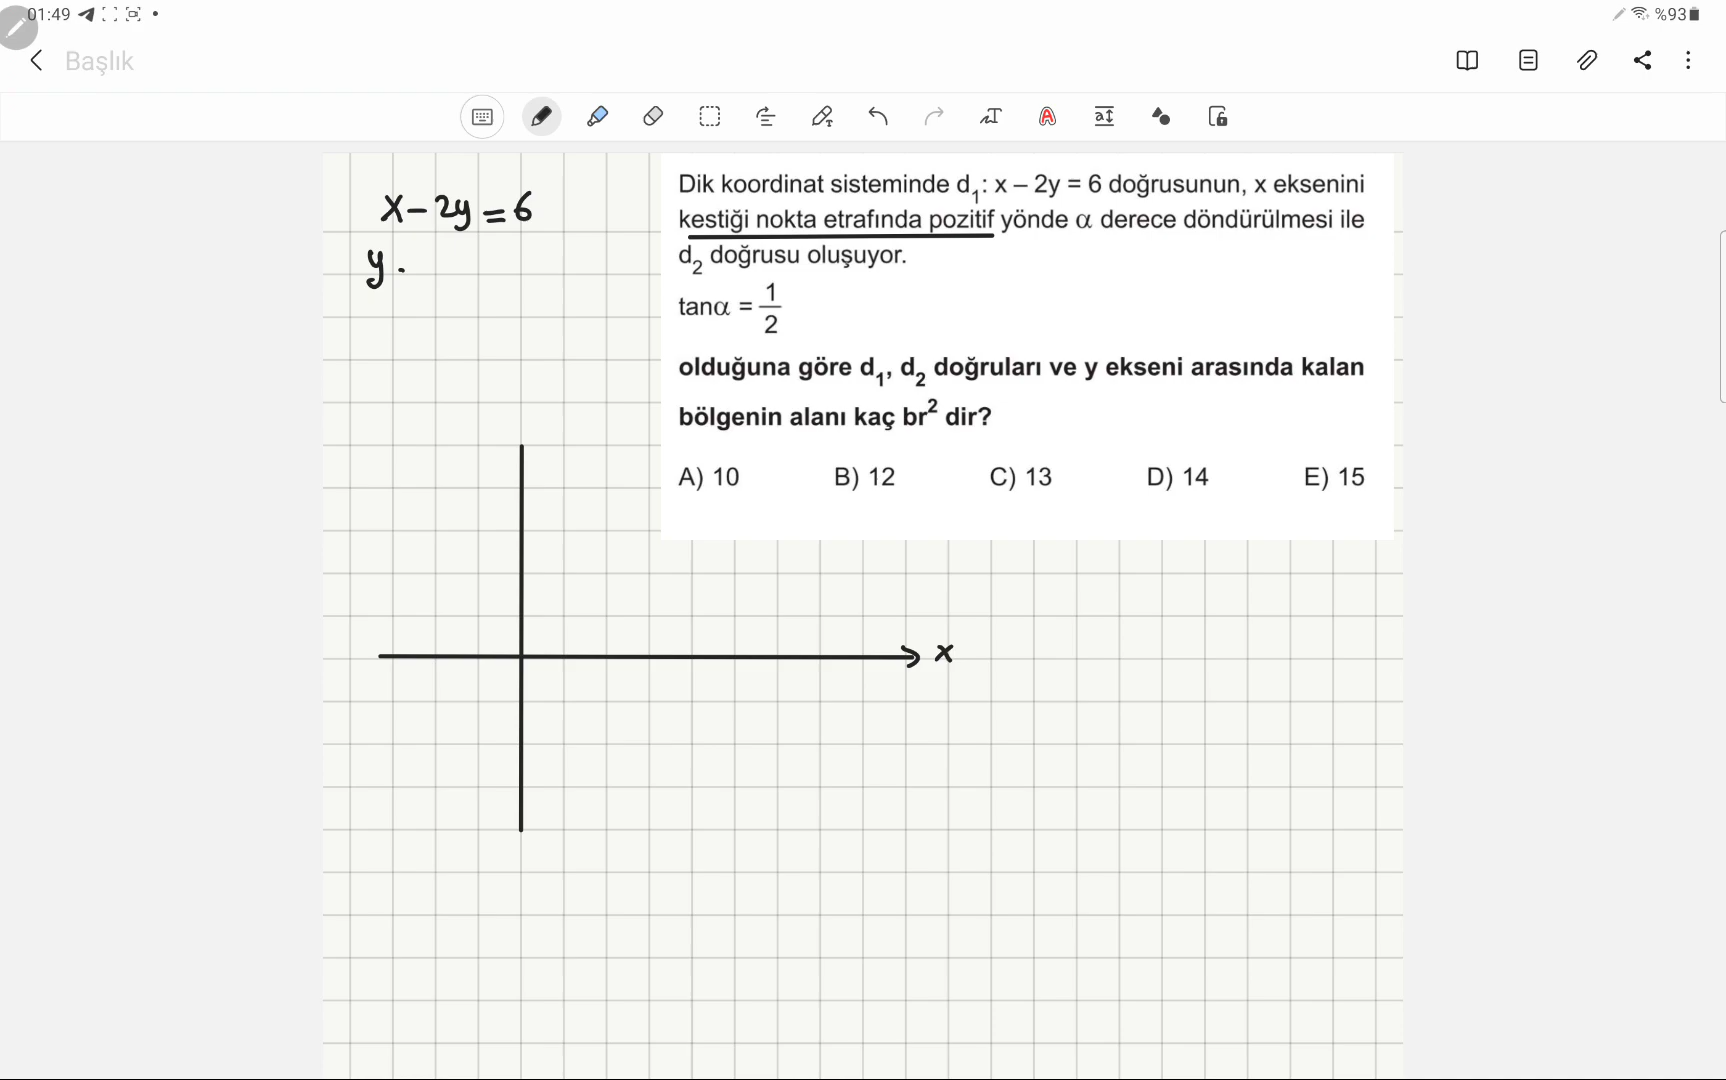 01:49
%93
Başlık
x - 2y = 6
y .
Dik koordinat sisteminde d₁: x – 2y = 6 doğrusunun, x eksenini
kestiği nokta etrafında pozitif yönde α derece döndürülmesi ile
d₂ doğrusu oluşuyor.
tanα = 1/2
olduğuna göre d₁, d₂ doğruları ve y ekseni arasında kalan
bölgenin alanı kaç br² dir?
A) 10 B) 12 C) 13 D) 14 E) 15
x